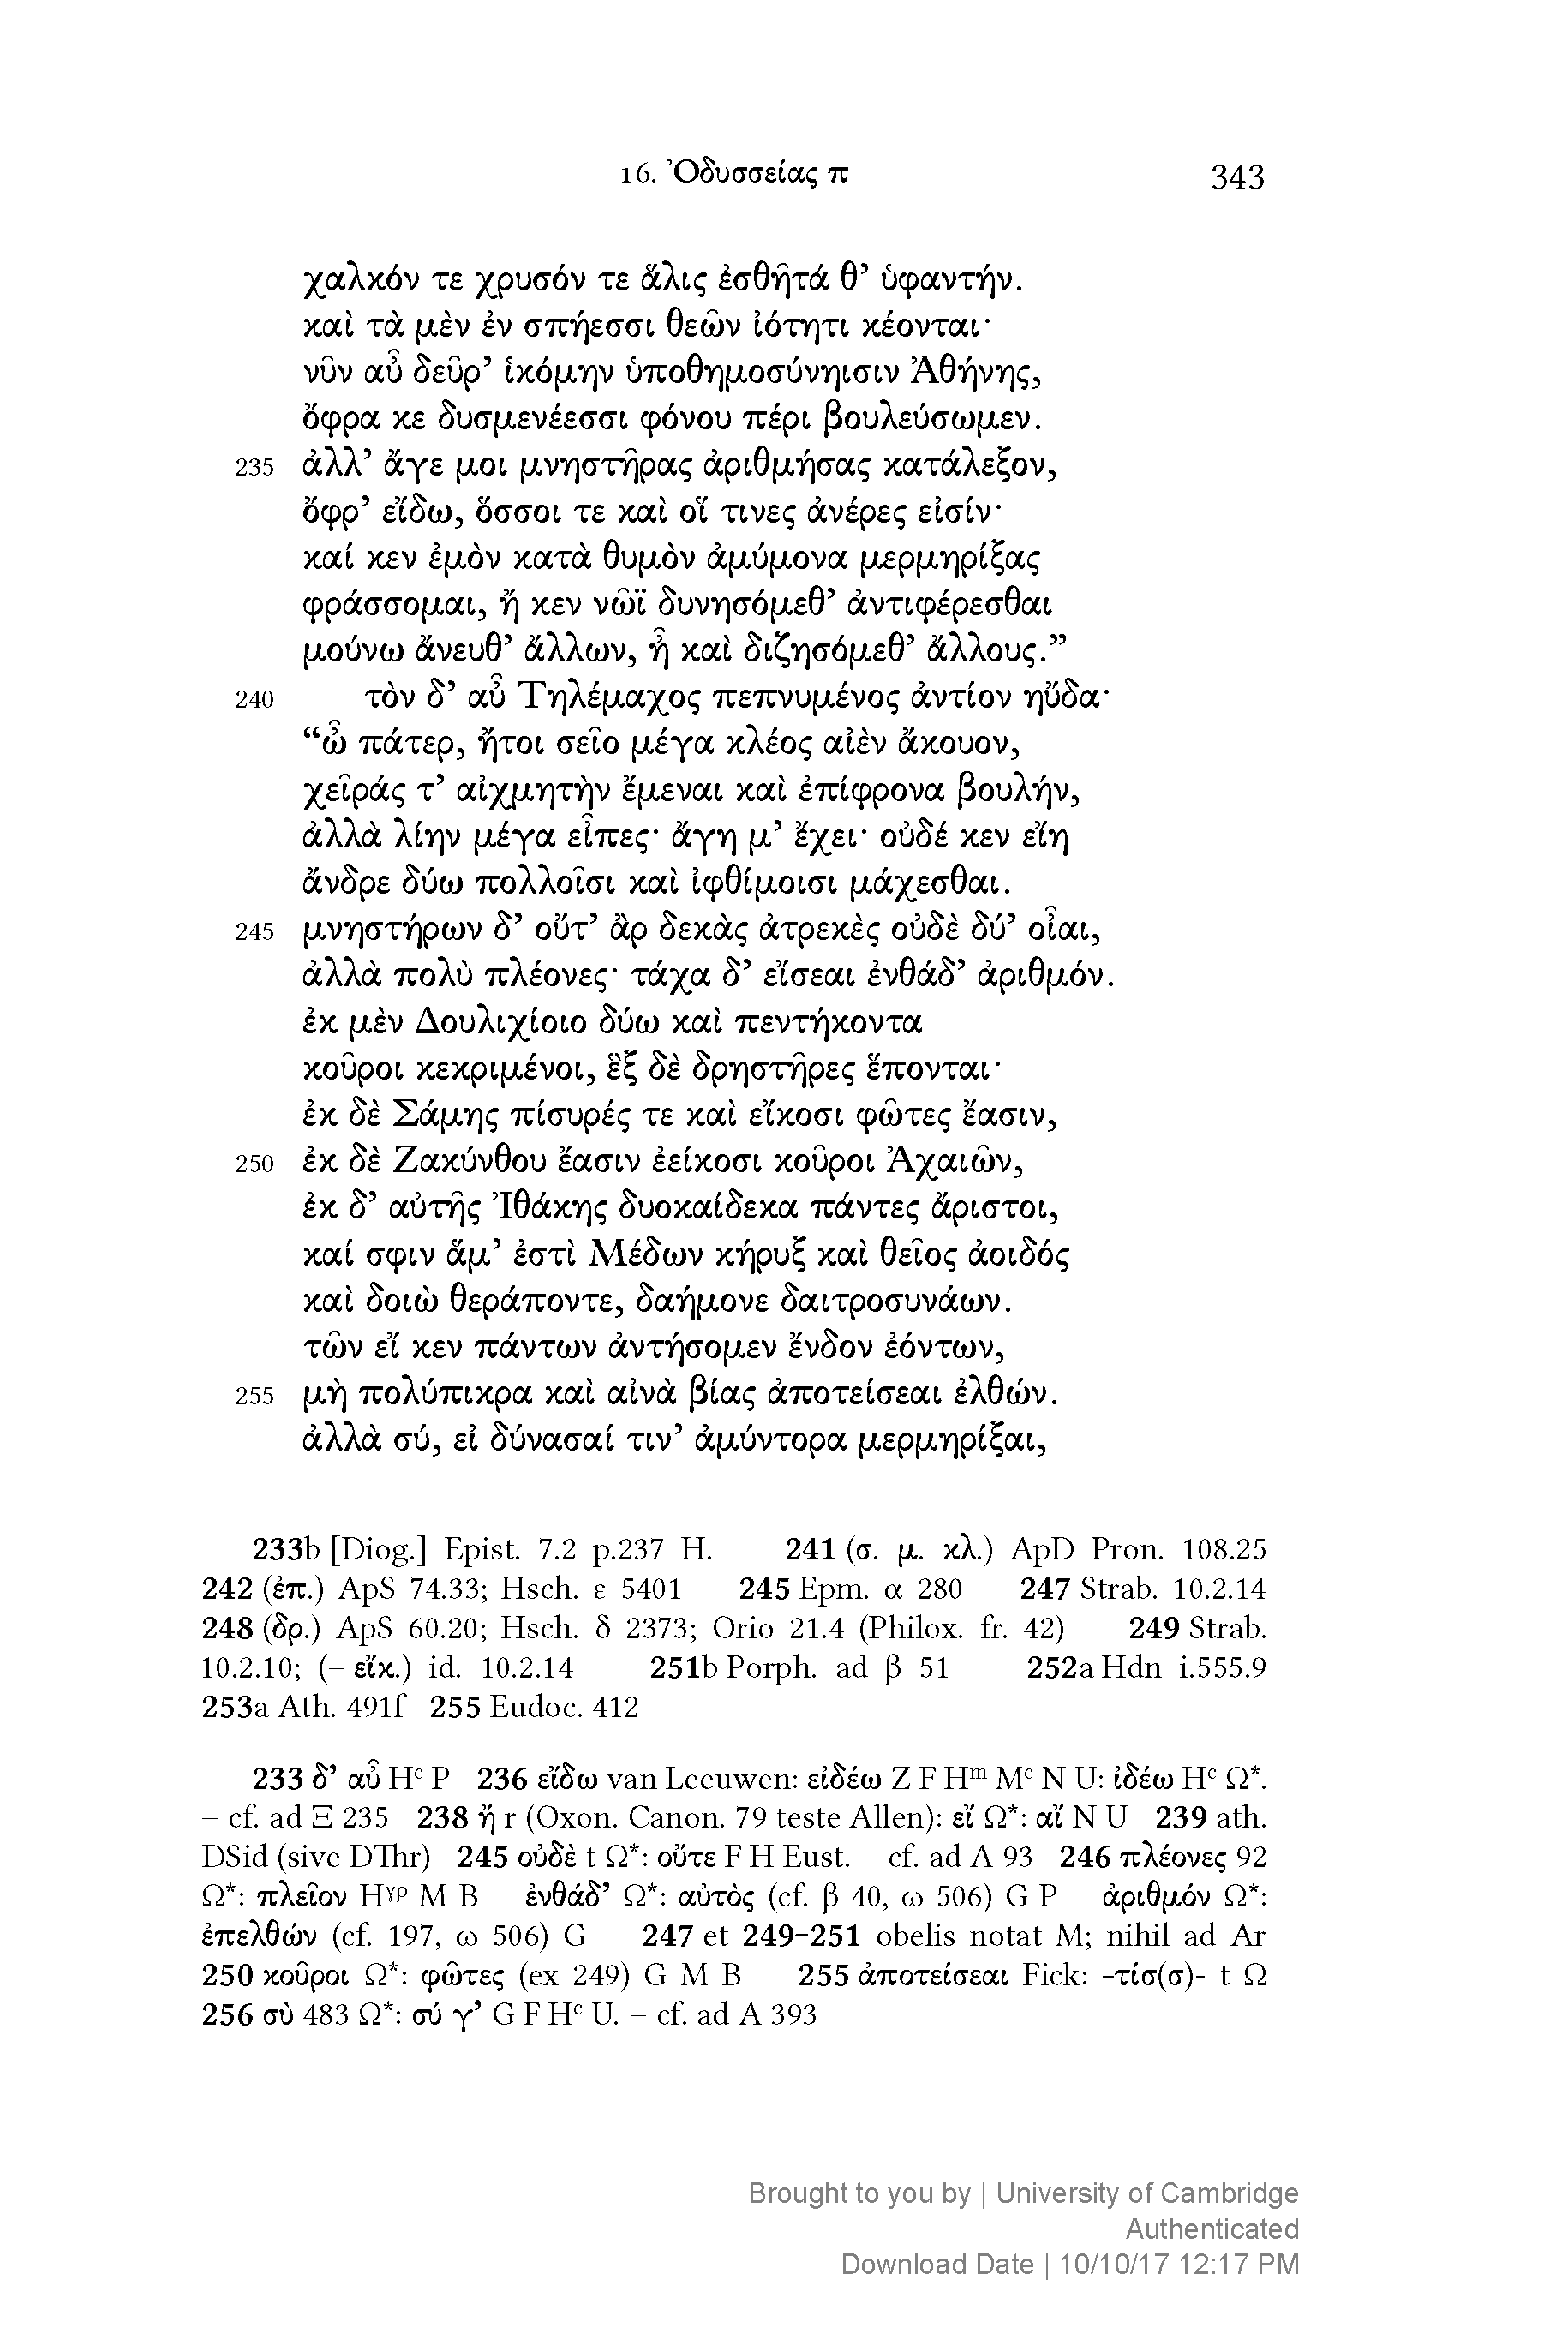 16. Ὀδυσσείας π 343
χαλκόν τε χρυσόν τε ἅλις ἐσθῆτά θ’ ὑφαντήν.
καὶ τὰ μὲν ἐν σπήεσσι θεῶν ἰότητι κέονται·
νῦν αὖ δεῦρ’ ἱκόμην ὑποθημοσύνηισιν Ἀθήνης,
ὄφρα κε δυσμενέεσσι φόνου πέρι βουλεύσωμεν.
235 ἀλλ’ ἄγε μοι μνηστῆρας ἀριθμήσας κατάλεξον,
ὄφρ’ εἴδω, ὅσσοι τε καὶ οἵ τινες ἀνέρες εἰσίν·
καί κεν ἐμὸν κατὰ θυμὸν ἀμύμονα μερμηρίξας
φράσσομαι, ἤ κεν νῶϊ δυνησόμεθ’ ἀντιφέρεσθαι
μούνω ἄνευθ’ ἄλλων, ἦ καὶ διζησόμεθ’ ἄλλους.”
240 τὸν δ’ αὖ Τηλέμαχος πεπνυμένος ἀντίον ηὔδα·
“ὦ πάτερ, ἤτοι σεῖο μέγα κλέος αἰὲν ἄκουον,
χεῖράς τ’ αἰχμητὴν ἔμεναι καὶ ἐπίφρονα βουλήν,
ἀλλὰ λίην μέγα εἶπες· ἄγη μ’ ἔχει· οὐδέ κεν εἴη
ἄνδρε δύω πολλοῖσι καὶ ἰφθίμοισι μάχεσθαι.
245 μνηστήρων δ’ οὔτ’ ἂρ δεκὰς ἀτρεκὲς οὐδὲ δύ’ οἶαι,
ἀλλὰ πολὺ πλέονες· τάχα δ’ εἴσεαι ἐνθάδ’ ἀριθμόν.
ἐκ μὲν Δουλιχίοιο δύω καὶ πεντήκοντα
κοῦροι κεκριμένοι, ἓξ δὲ δρηστῆρες ἕπονται·
ἐκ δὲ Σάμης πίσυρές τε καὶ εἴκοσι φῶτες ἔασιν,
250 ἐκ δὲ Ζακύνθου ἔασιν ἐείκοσι κοῦροι Ἀχαιῶν,
ἐκ δ’ αὐτῆς Ἰθάκης δυοκαίδεκα πάντες ἄριστοι,
καί σφιν ἅμ’ ἐστὶ Μέδων κήρυξ καὶ θεῖος ἀοιδός
καὶ δοιὼ θεράποντε, δαήμονε δαιτροσυνάων.
τῶν εἴ κεν πάντων ἀντήσομεν ἔνδον ἐόντων,
255 μὴ πολύπικρα καὶ αἰνὰ βίας ἀποτείσεαι ἐλθών.
ἀλλὰ σύ, εἰ δύνασαί τιν’ ἀμύντορα μερμηρίξαι,
233b [Diog.] Epist. 7.2 p.237 H. 241 (σ. μ. κλ.) ApD Pron. 108.25
242 (ἐπ.) ApS 74.33; Hsch. ε 5401 245 Epm. α 280 247 Strab. 10.2.14
248 (δρ.) ApS 60.20; Hsch. δ 2373; Orio 21.4 (Philox. fr. 42) 249 Strab.
10.2.10; (– εἴκ.) id. 10.2.14 251b Porph. ad β 51 252a Hdn i.555.9
253a Ath. 491f 255 Eudoc. 412
233 δ’ αὖ Hᶜ P 236 εἴδω van Leeuwen: εἰδέω Z F Hᵐ Mᶜ N U: ἰδέω Hᶜ Ω*.
– cf. ad Ξ 235 238 ἤ r (Oxon. Canon. 79 teste Allen): εἴ Ω*: αἴ N U 239 ath.
DSid (sive DThr) 245 οὐδὲ t Ω*: οὔτε F H Eust. – cf. ad A 93 246 πλέονες 92
Ω*: πλεῖον Hᵞᵖ M B ἐνθάδ’ Ω*: αὐτὸς (cf. β 40, ω 506) G P ἀριθμόν Ω*:
ἐπελθών (cf. 197, ω 506) G 247 et 249–251 obelis notat M; nihil ad Ar
250 κοῦροι Ω*: φῶτες (ex 249) G M B 255 ἀποτείσεαι Fick: -τίσ(σ)- t Ω
256 σὺ 483 Ω*: σύ γ’ G F Hᶜ U. – cf. ad A 393
Brought to you by | University of Cambridge
Authenticated
Download Date | 10/10/17 12:17 PM